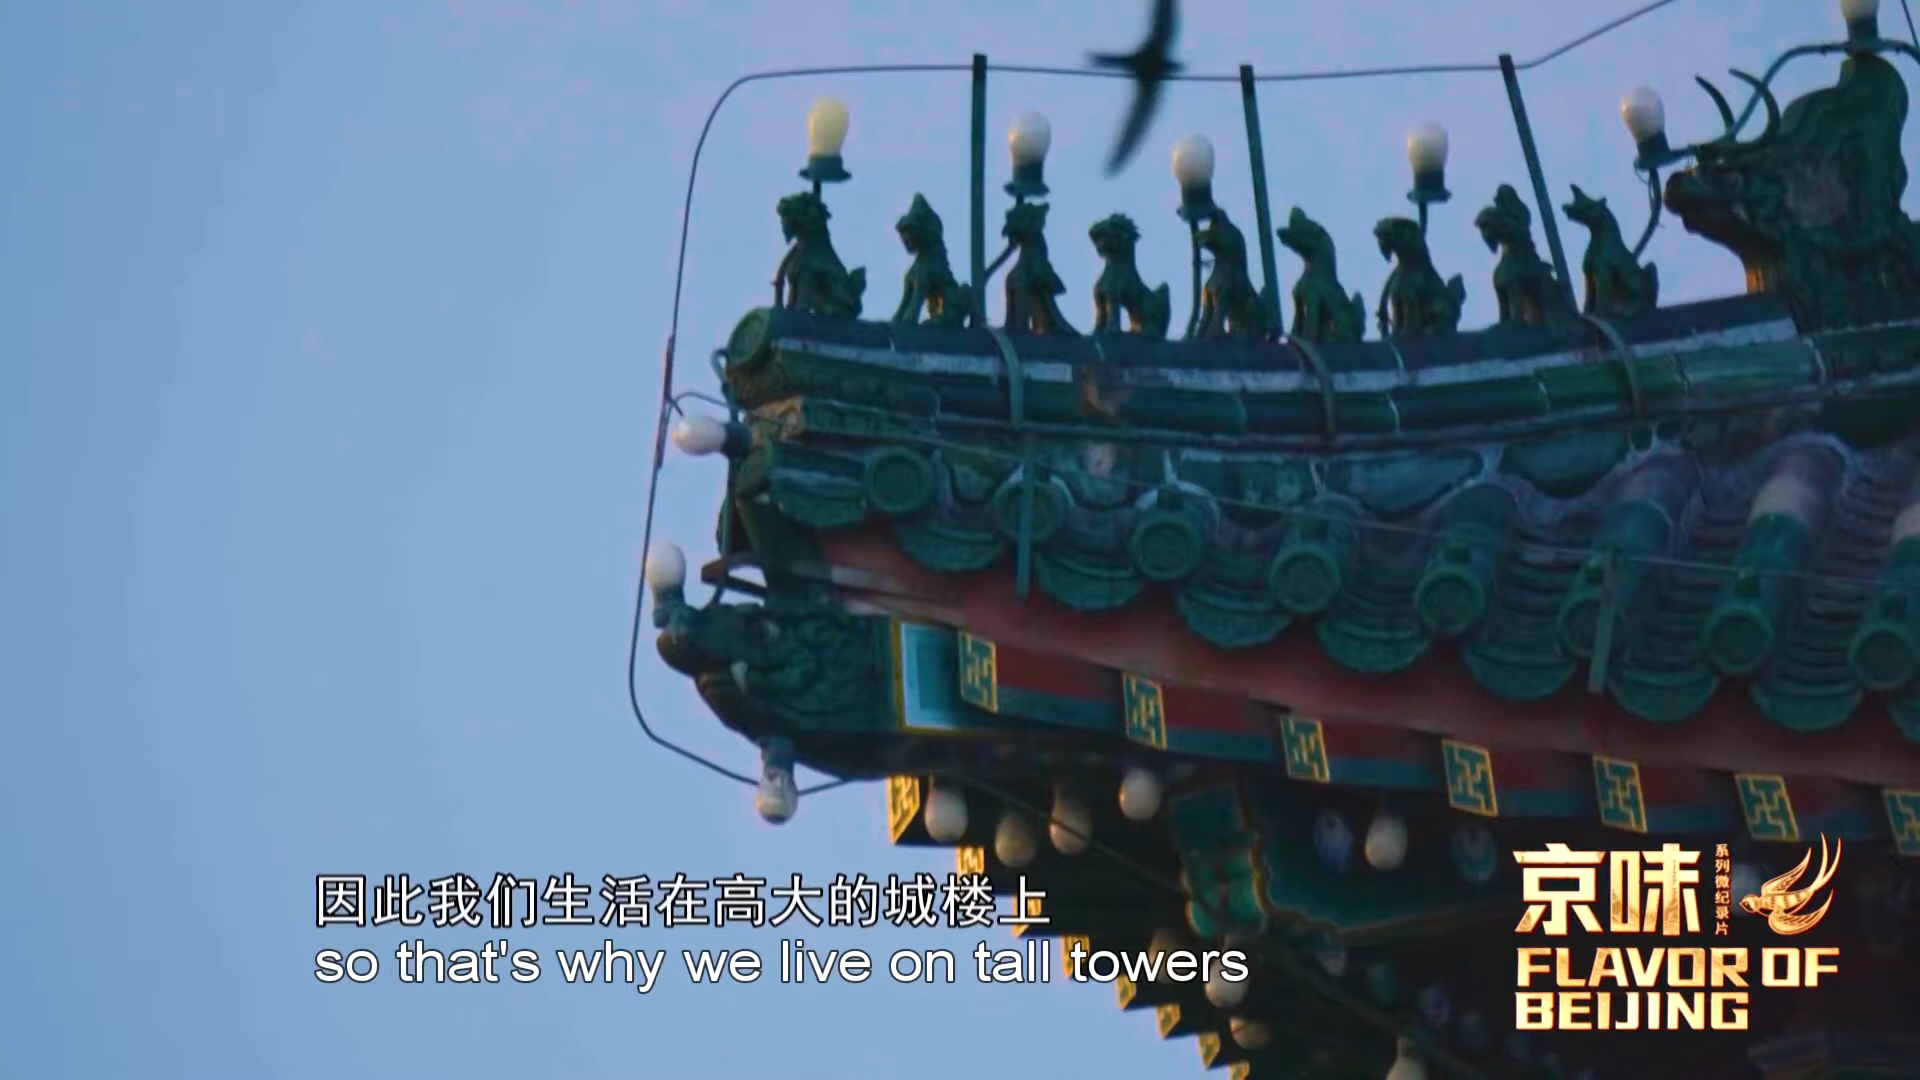 因此我们生活在高大的城楼上
so that's why we live on tall towers
京味
系列微纪录片
FLAVOR OF
BEIJING